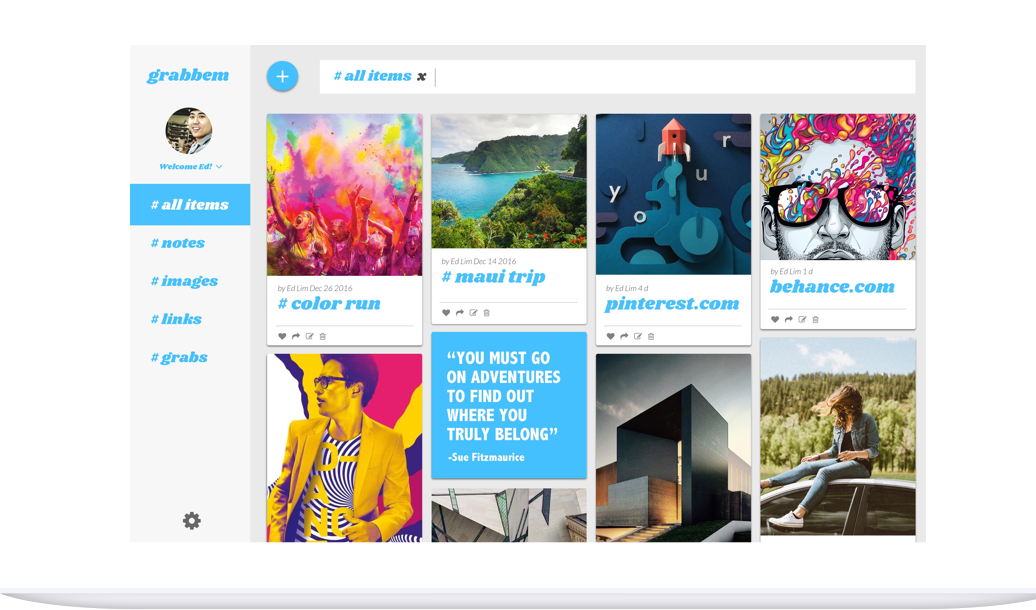 grabbem
# all items x
Welcome Ed!
# all items
# notes
# images
# links
# grabs
by Ed Lim Dec 26 2016
# color run
by Ed Lim Dec 14 2016
# maui trip
y
o
u
r
by Ed Lim 4 d
pinterest.com
by Ed Lim 1 d
behance.com
“YOU MUST GO
ON ADVENTURES
TO FIND OUT
WHERE YOU
TRULY BELONG”
-Sue Fitzmaurice